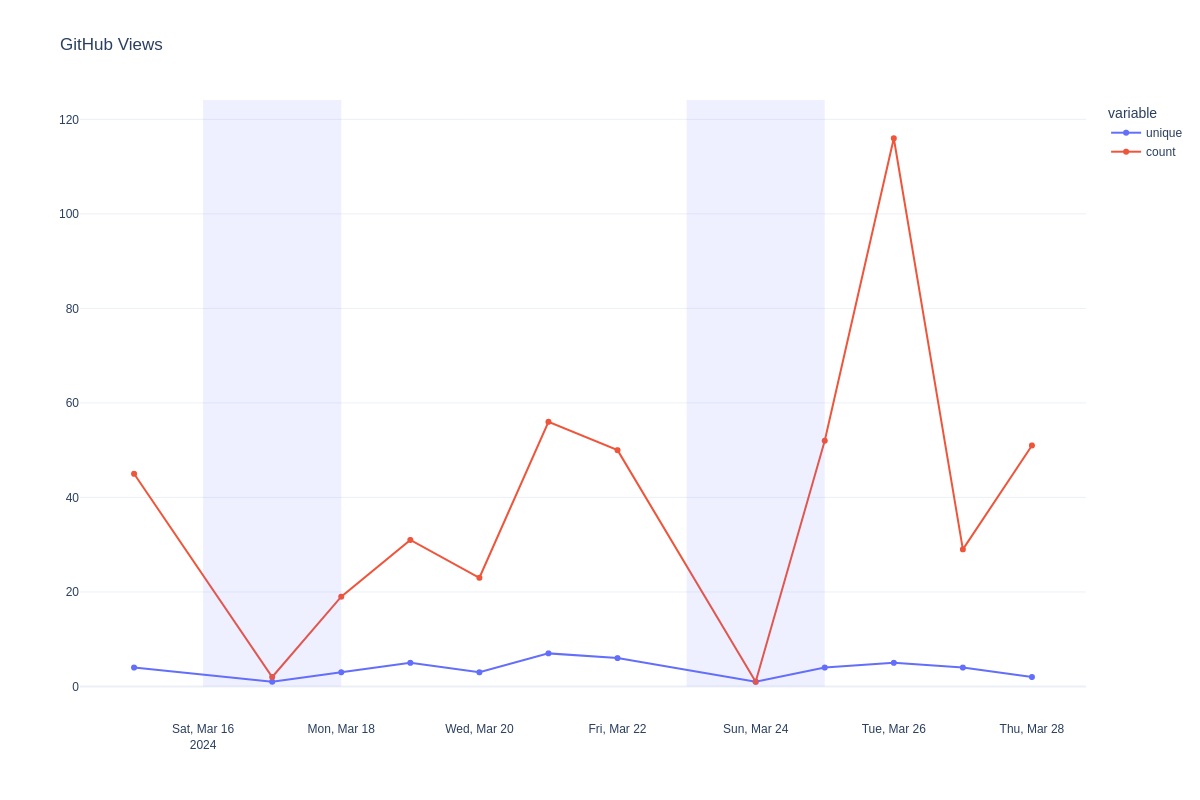 GitHub Views
variable
unique
count
120
100
80
60
40
20
0
Sat, Mar 16
2024
Mon, Mar 18
Wed, Mar 20
Fri, Mar 22
Sun, Mar 24
Tue, Mar 26
Thu, Mar 28